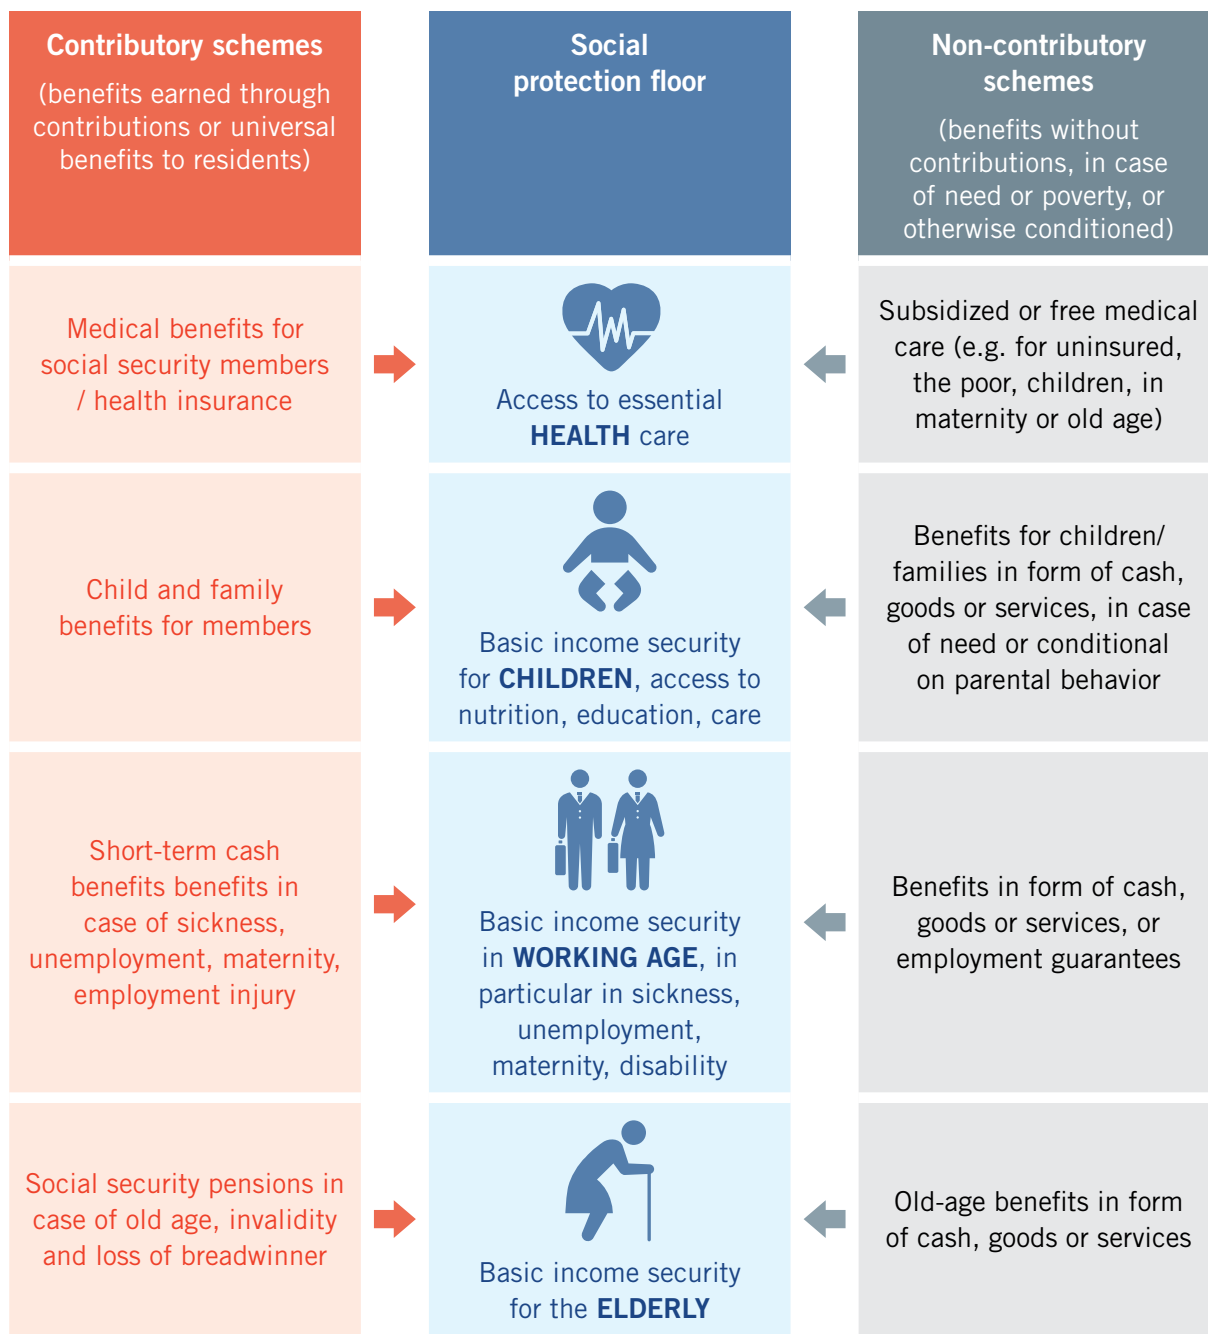 Contributory schemes
(benefits earned through
contributions or universal
benefits to residents)
Social
protection floor
Non-contributory
schemes
(benefits without
contributions, in case
of need or poverty, or
otherwise conditioned)
Medical benefits for
social security members
/ health insurance
Access to essential
HEALTH care
Subsidized or free medical
care (e.g. for uninsured,
the poor, children, in
maternity or old age)
Child and family
benefits for members
Basic income security
for CHILDREN, access to
nutrition, education, care
Benefits for children/
families in form of cash,
goods or services, in case
of need or conditional
on parental behavior
Short-term cash
benefits benefits in
case of sickness,
unemployment, maternity,
employment injury
Basic income security
in WORKING AGE, in
particular in sickness,
unemployment,
maternity, disability
Benefits in form of cash,
goods or services, or
employment guarantees
Social security pensions in
case of old age, invalidity
and loss of breadwinner
Basic income security
for the ELDERLY
Old-age benefits in form
of cash, goods or services